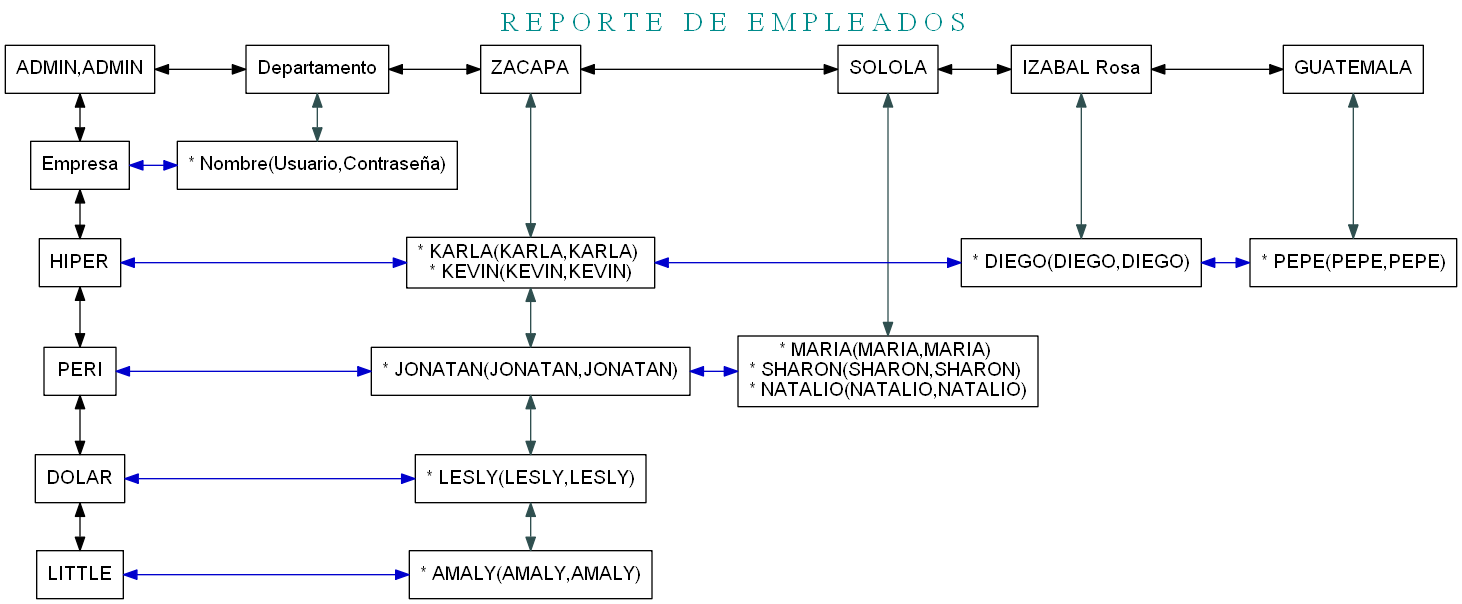 REPORTE DE EMPLEADOS
ADMIN,ADMIN
Departamento
ZACAPA
SOLOLA
IZABAL Rosa
GUATEMALA
Empresa
* Nombre(Usuario,Contraseña)
HIPER
* KARLA(KARLA,KARLA)
* KEVIN(KEVIN,KEVIN)
* DIEGO(DIEGO,DIEGO)
* PEPE(PEPE,PEPE)
PERI
* JONATAN(JONATAN,JONATAN)
* MARIA(MARIA,MARIA)
* SHARON(SHARON,SHARON)
* NATALIO(NATALIO,NATALIO)
DOLAR
* LESLY(LESLY,LESLY)
LITTLE
* AMALY(AMALY,AMALY)